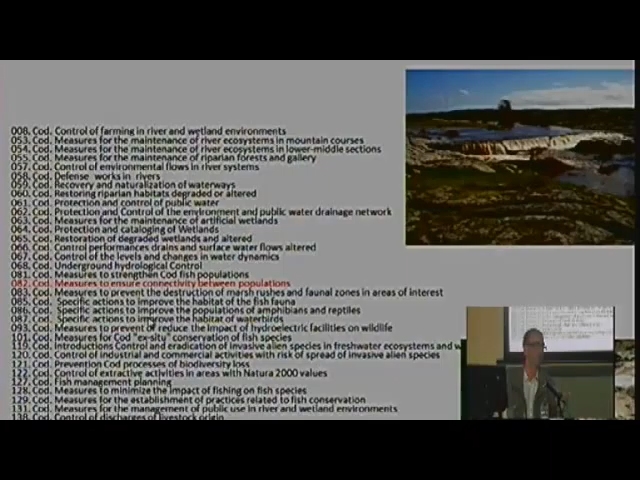 008. Cod. Control of farming in river and wetland environments
053. Cod. Measures for the maintenance of river ecosystems in mountain courses
054. Cod. Measures for the maintenance of river ecosystems in lower-middle sections
055. Cod. Measures for the maintenance of riparian forests and gallery
057. Cod. Control of environmental flows in river systems
058. Cod. Defense works in rivers
059. Cod. Recovery and naturalization of waterways
060. Cod. Restoring riparian habitats degraded or altered
061. Cod. Protection and control of public water
062. Cod. Protection and Control of the environment and public water drainage network
063. Cod. Measures for the maintenance of artificial wetlands
064. Cod. Protection and cataloging of Wetlands
065. Cod. Restoration of degraded wetlands and altered
066. Cod. Control performances drains and surface water flows altered
067. Cod. Control of the levels and changes in water dynamics
068. Cod. Underground hydrological Control
081. Cod. Measures to strengthen Cod fish populations
082. Cod. Measures to ensure connectivity between populations
083. Cod. Measures to prevent the destruction of marsh rushes and faunal zones in areas of interest
085. Cod. Specific actions to improve the habitat of the fish fauna
086. Cod. Specific actions to improve the populations of amphibians and reptiles
087. Cod. Specific actions to improve the habitat of waterbirds
093. Cod. Measures to prevent or reduce the impact of hydroelectric facilities on wildlife
101. Cod. Measures for Cod "ex-situ" conservation of fish species
119. Cod. Introductions Control and eradication of invasive alien species in freshwater ecosystems and w
120. Cod. Control of industrial and commercial activities with risk of spread of invasive alien species
121. Cod. Prevention Cod processes of biodiversity loss
122. Cod. Control of extractive activities in areas with Natura 2000 values
127. Cod. Fish management planning
128. Cod. Measures to minimize the impact of fishing on fish species
129. Cod. Measures for the establishment of practices related to fish conservation
131. Cod. Measures for the management of public use in river and wetland environments
138. Cod. Control of discharges of livestock origin